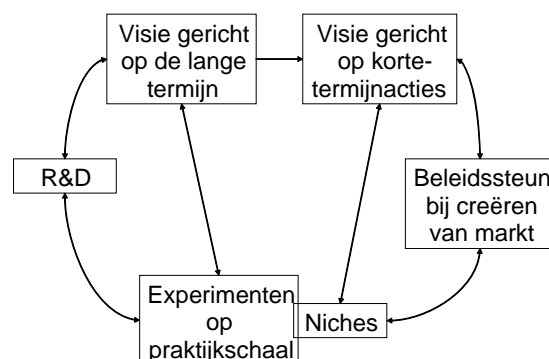 Visie gericht
op de lange
termijn
Visie gericht
op korte-
termijnacties
R&D
Beleidssteun
bij creëren
van markt
Experimenten
op
praktijkschaal
Niches